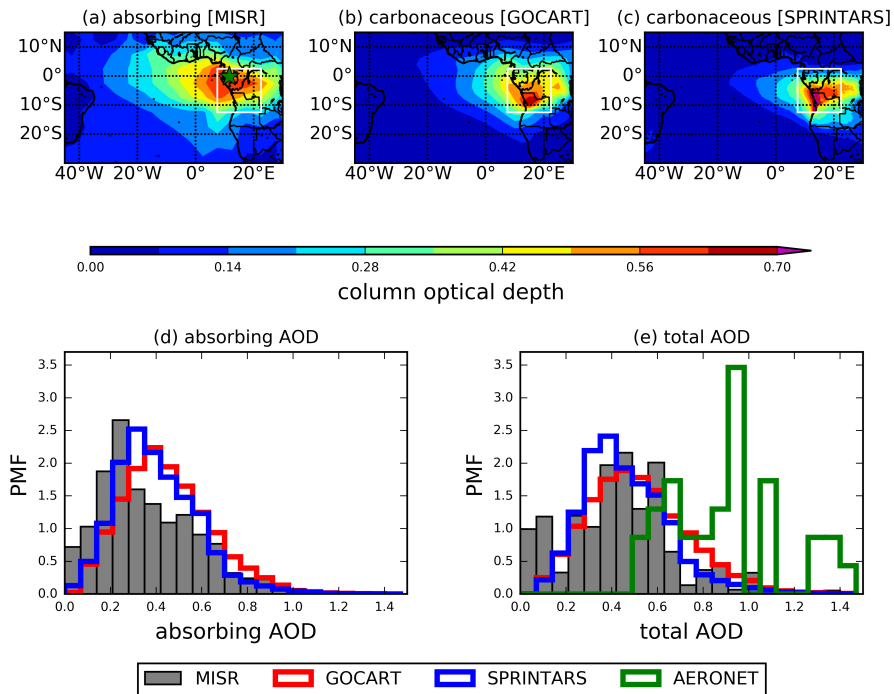 (a) absorbing [MISR] (b) carbonaceous [GOCART] (c) carbonaceous [SPRINTARS]
10°N 10°N 10°N
0° 0° 0°
10°S 10°S 10°S
20°S 20°S 20°S
40°W 20°W 0° 20°E 40°W 20°W 0° 20°E 40°W 20°W 0° 20°E
0.00 0.14 0.28 0.42 0.56 0.70
column optical depth
(d) absorbing AOD
PMF
3.5
3.0
2.5
2.0
1.5
1.0
0.5
0.0
0.0 0.2 0.4 0.6 0.8 1.0 1.2 1.4
absorbing AOD
(e) total AOD
PMF
3.5
3.0
2.5
2.0
1.5
1.0
0.5
0.0
0.0 0.2 0.4 0.6 0.8 1.0 1.2 1.4
total AOD
MISR GOCART SPRINTARS AERONET